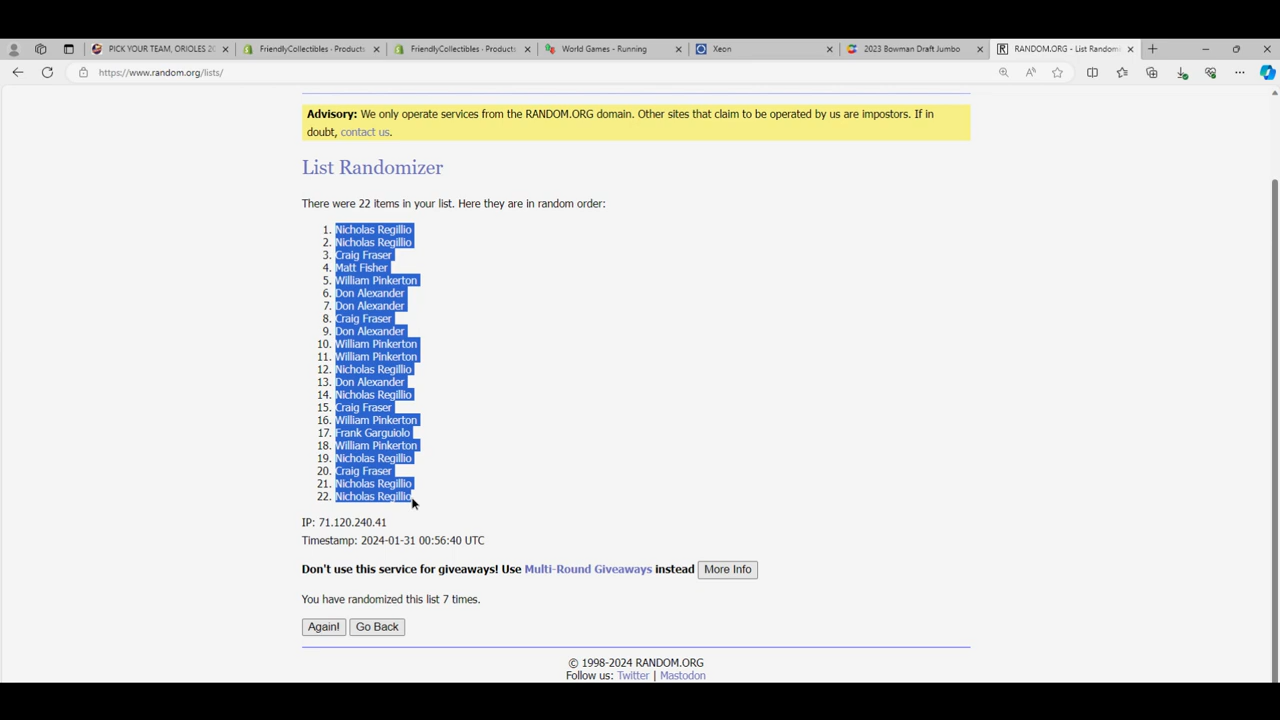 PICK YOUR TEAM, ORIOLES 20
FriendlyCollectibles - Products
FriendlyCollectibles - Products
World Games - Running
Xeon
2023 Bowman Draft Jumbo
RANDOM.ORG - List Random
https://www.random.org/lists/
Advisory: We only operate services from the RANDOM.ORG domain. Other sites that claim to be operated by us are impostors. If in
doubt, contact us.
List Randomizer
There were 22 items in your list. Here they are in random order:
1. Nicholas Regillio
2. Nicholas Regillio
3. Craig Fraser
4. Matt Fisher
5. William Pinkerton
6. Don Alexander
7. Don Alexander
8. Craig Fraser
9. Don Alexander
10. William Pinkerton
11. William Pinkerton
12. Nicholas Regillio
13. Don Alexander
14. Nicholas Regillio
15. Craig Fraser
16. William Pinkerton
17. Frank Garguiolo
18. William Pinkerton
19. Nicholas Regillio
20. Craig Fraser
21. Nicholas Regillio
22. Nicholas Regillio
IP: 71.120.240.41
Timestamp: 2024-01-31 00:56:40 UTC
Don't use this service for giveaways! Use Multi-Round Giveaways instead More Info
You have randomized this list 7 times.
Again! Go Back
© 1998-2024 RANDOM.ORG
Follow us: Twitter | Mastodon